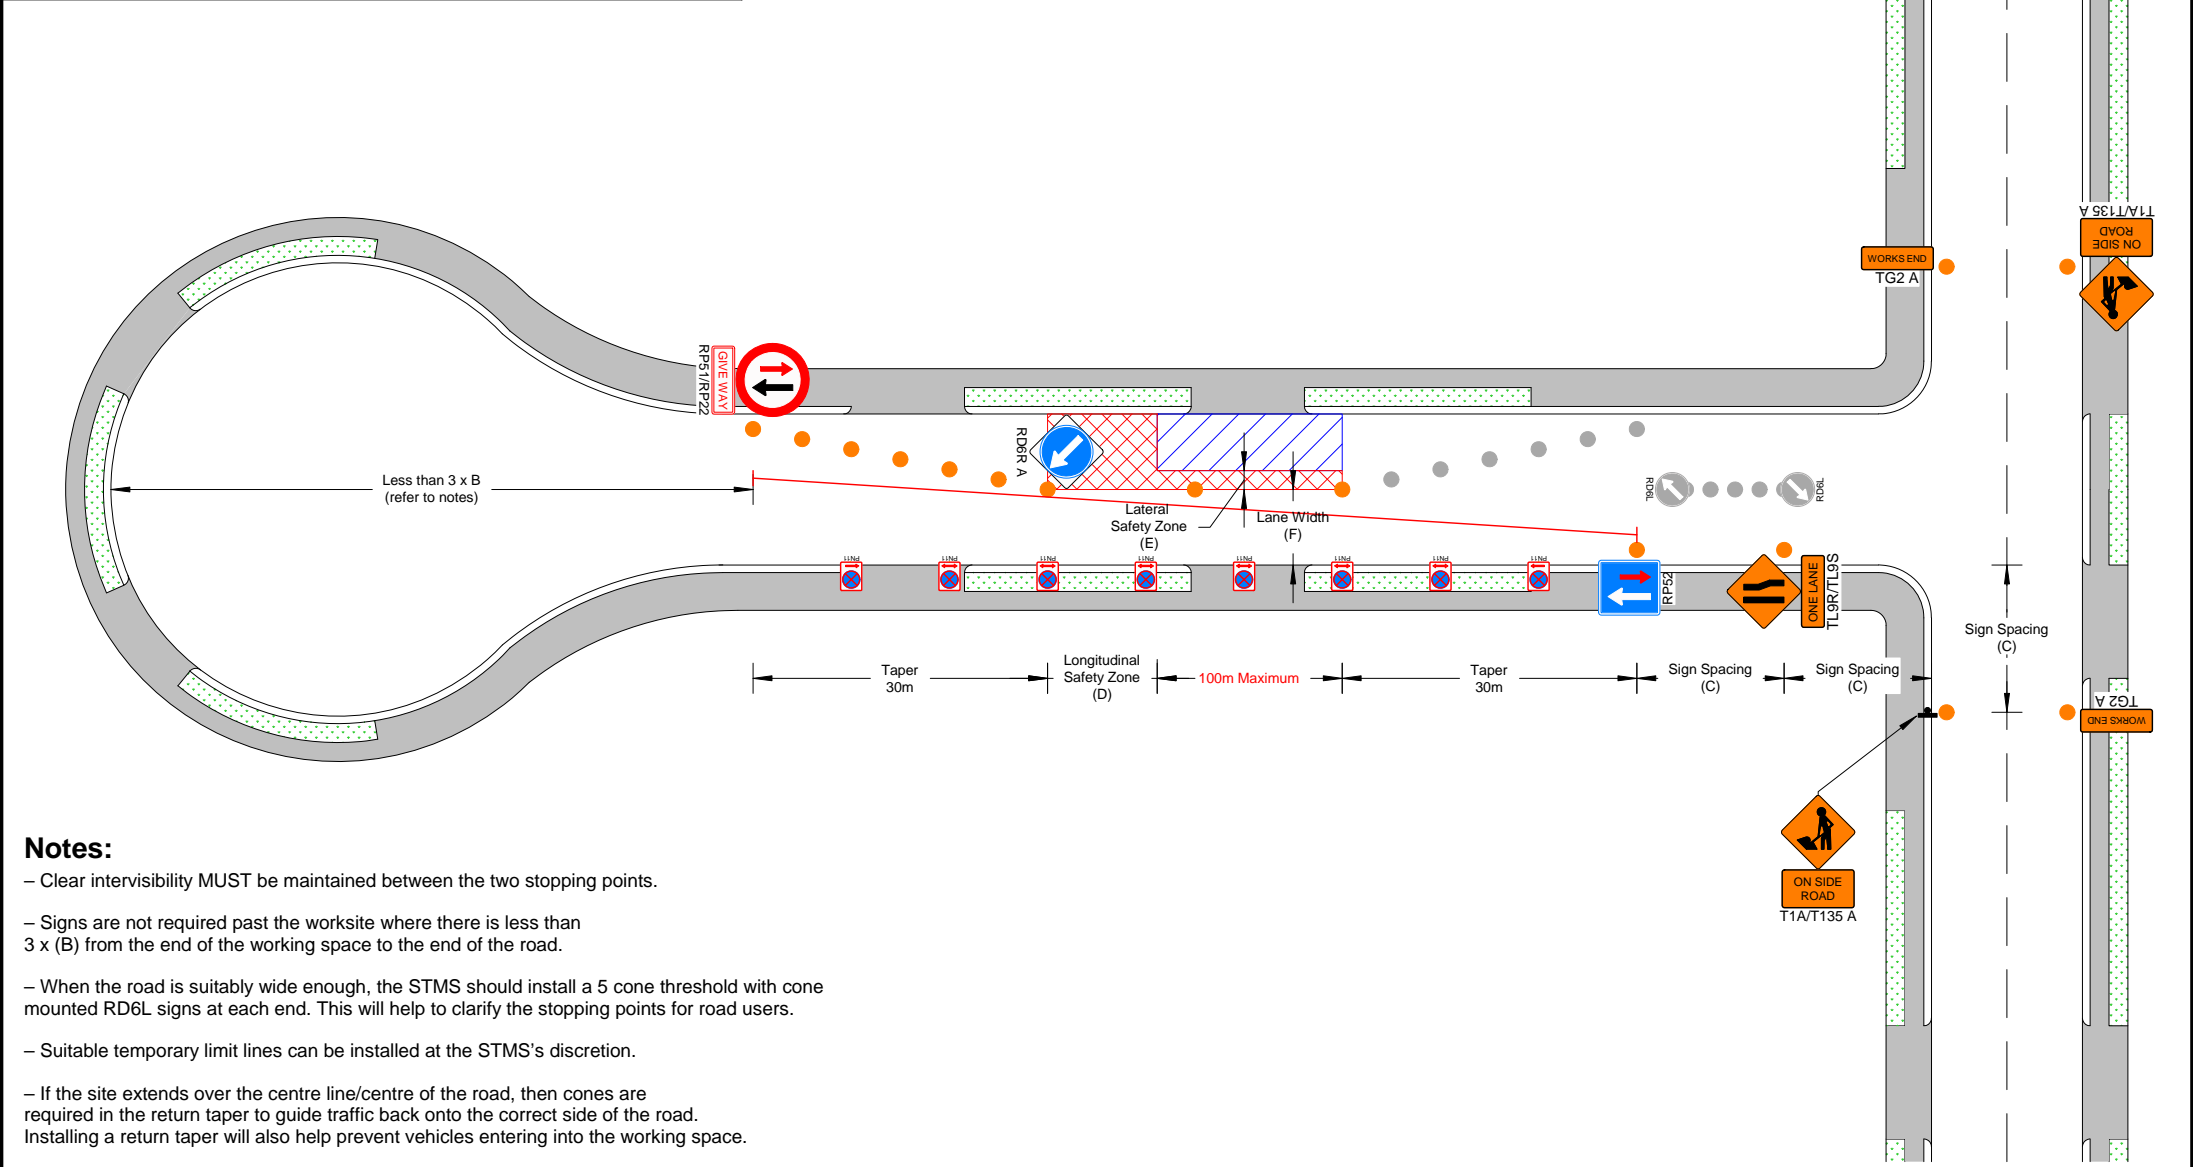 T1A/T135 A
ON SIDE
ROAD
WORKS END
TG2 A
GIVE WAY
RP51/RP22
RD6R A
Less than 3 x B
(refer to notes)
Lateral
Safety Zone
(E)
Lane Width
(F)
RD6L
RD6L
PN11
PN11
PN11
PN11
PN11
PN11
PN11
PN11
RP52
ONE LANE
TL9R/TL9S
Sign Spacing
(C)
Taper
30m
Longitudinal
Safety Zone
(D)
100m Maximum
Taper
30m
Sign Spacing
(C)
Sign Spacing
(C)
TG2 A
WORKS END
ON SIDE
ROAD
T1A/T135 A
Notes:
– Clear intervisibility MUST be maintained between the two stopping points.
– Signs are not required past the worksite where there is less than
3 x (B) from the end of the working space to the end of the road.
– When the road is suitably wide enough, the STMS should install a 5 cone threshold with cone
mounted RD6L signs at each end. This will help to clarify the stopping points for road users.
– Suitable temporary limit lines can be installed at the STMS's discretion.
– If the site extends over the centre line/centre of the road, then cones are
required in the return taper to guide traffic back onto the correct side of the road.
Installing a return taper will also help prevent vehicles entering into the working space.